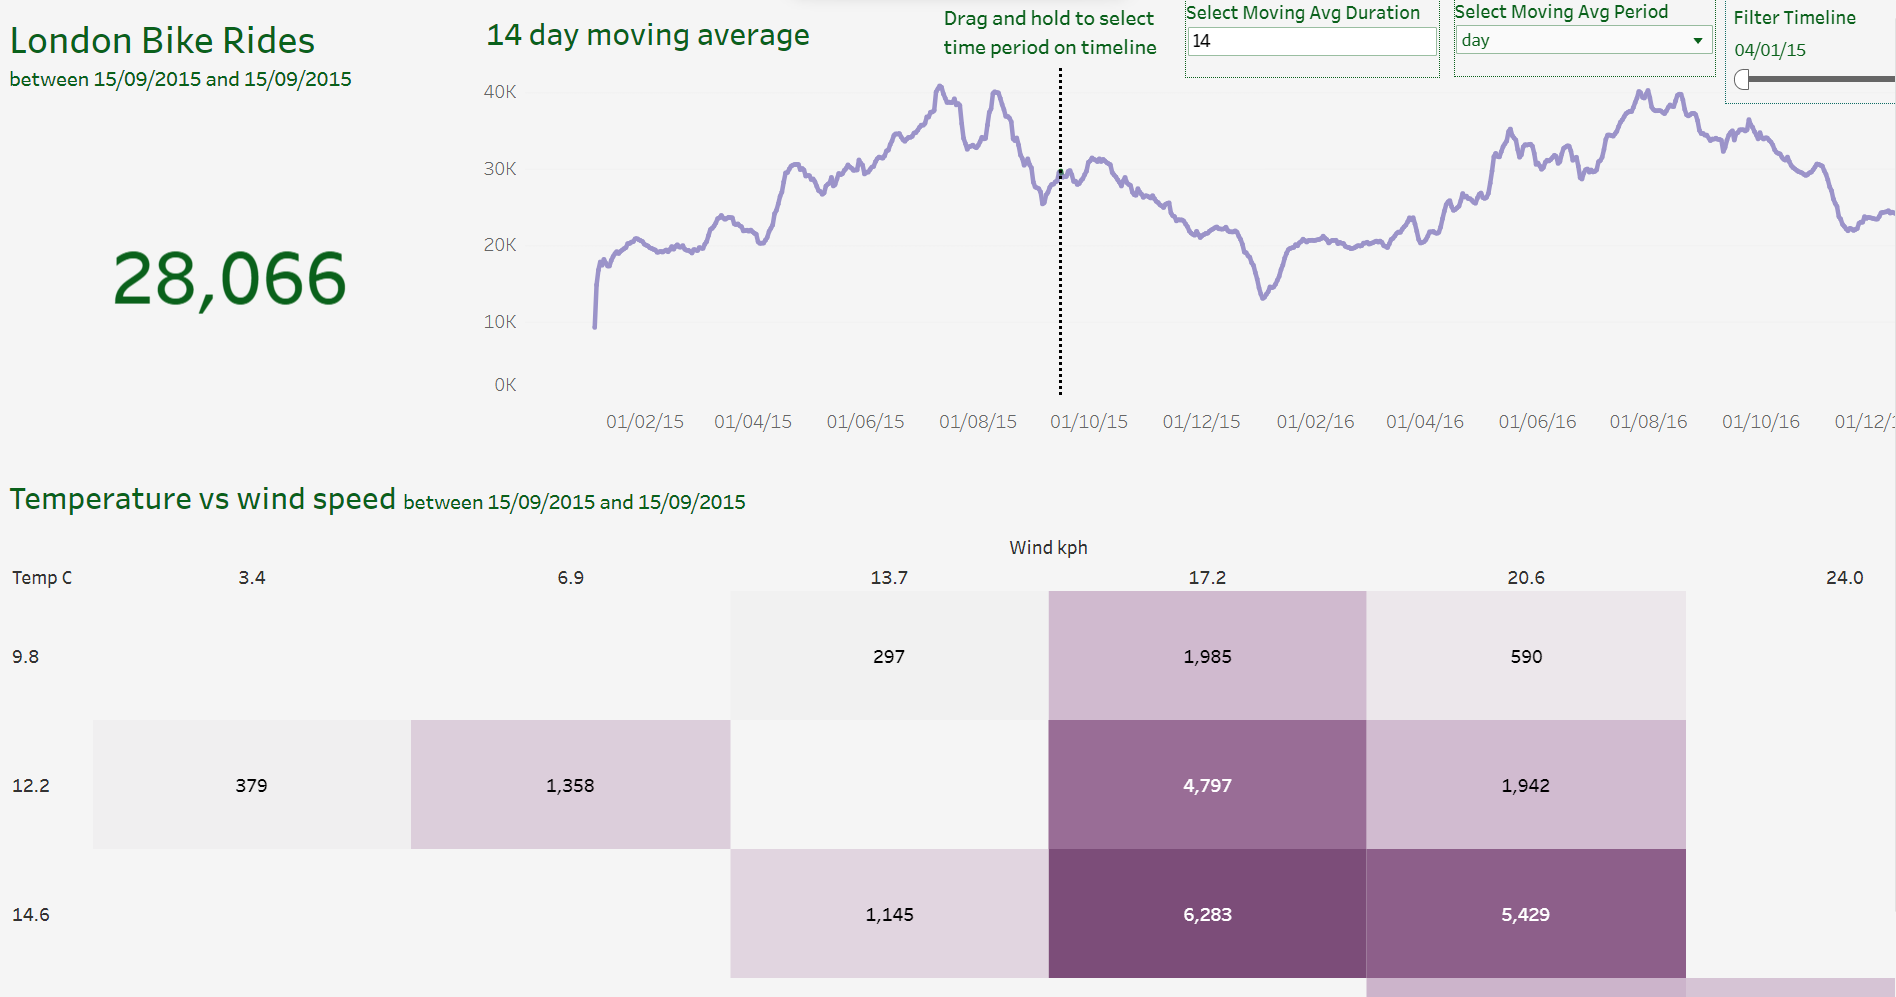 London Bike Rides
between 15/09/2015 and 15/09/2015
28,066
14 day moving average
Drag and hold to select
time period on timeline
Select Moving Avg Duration
14
Select Moving Avg Period
day
Filter Timeline
04/01/15
40K
30K
20K
10K
0K
01/02/15 01/04/15 01/06/15 01/08/15 01/10/15 01/12/15 01/02/16 01/04/16 01/06/16 01/08/16 01/10/16 01/12/1
Temperature vs wind speed between 15/09/2015 and 15/09/2015
Wind kph
Temp C 3.4 6.9 13.7 17.2 20.6 24.0
9.8 297 1,985 590
12.2 379 1,358 4,797 1,942
14.6 1,145 6,283 5,429